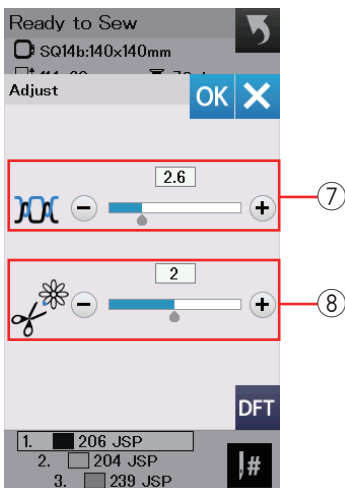 Ready to Sew
SQ14b:140×140mm
Adjust
OK
2.6
⑦
2
⑧
DFT
1. 206 JSP
2. 204 JSP
3. 239 JSP
#